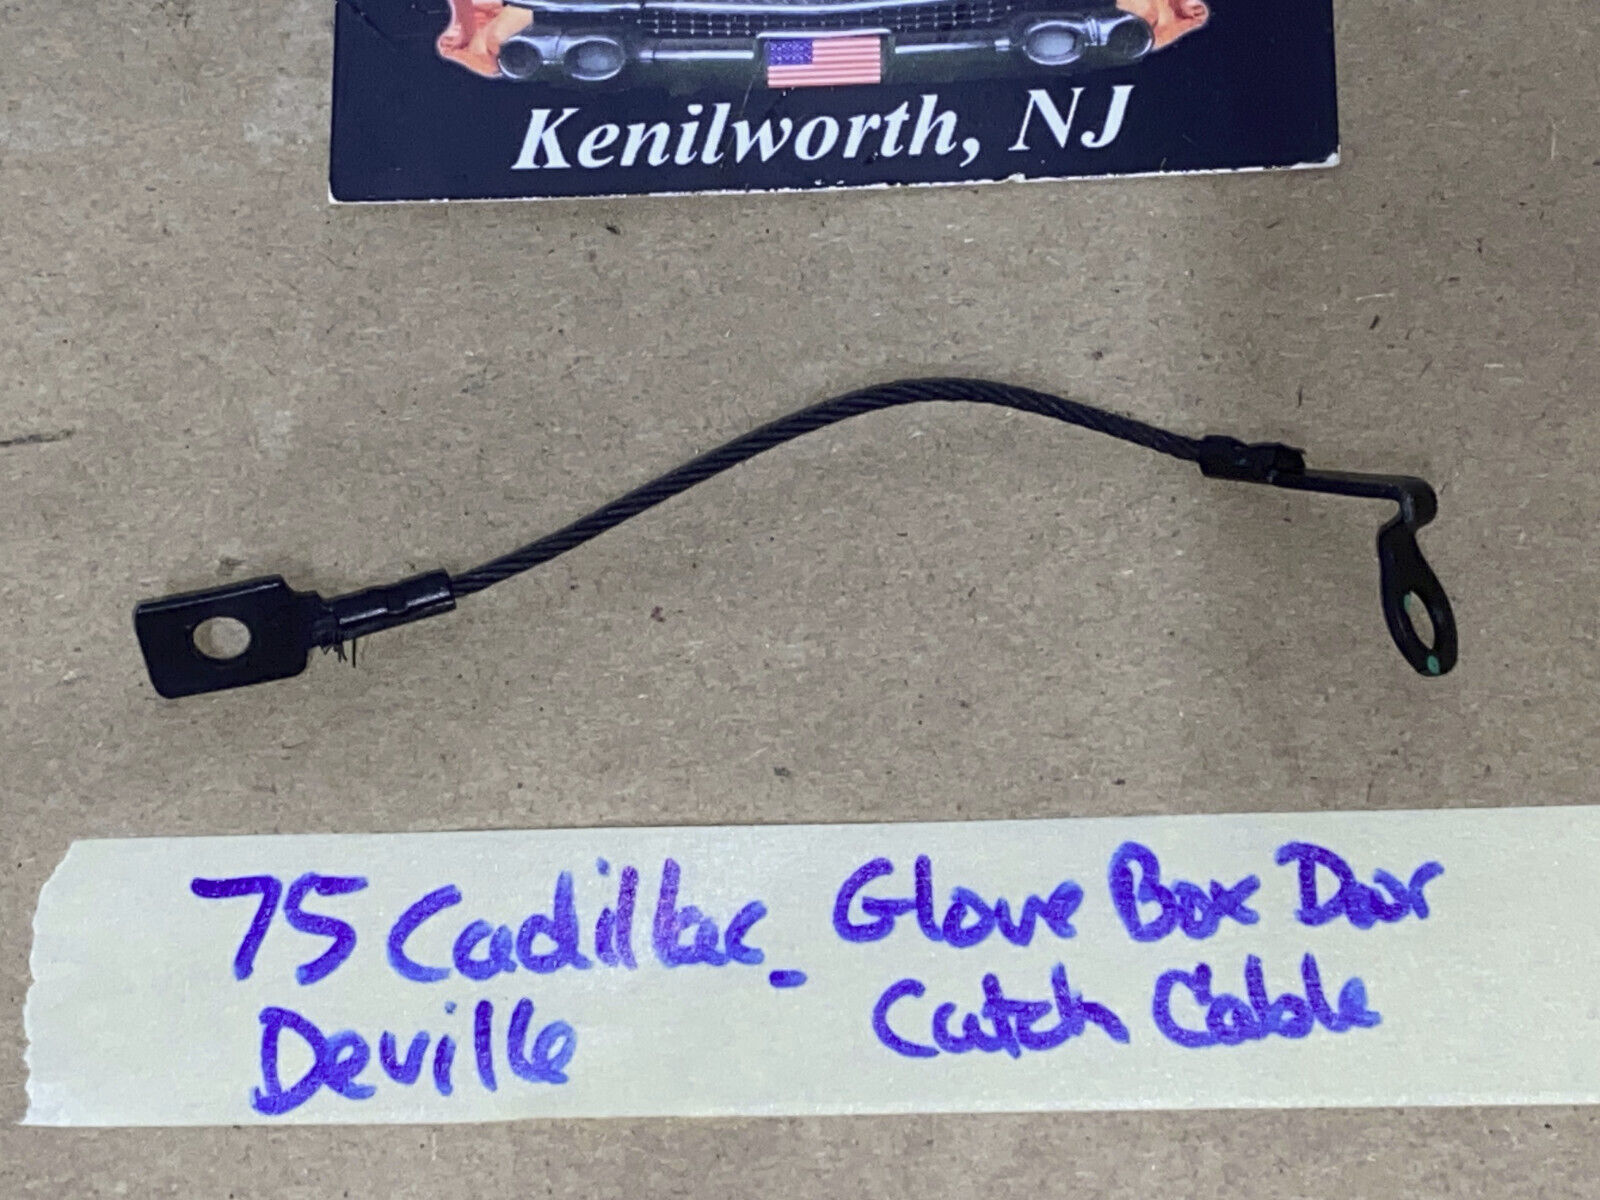 Kenilworth, NJ
75 Cadillac - Glove Box Door
Deville Catch Cable